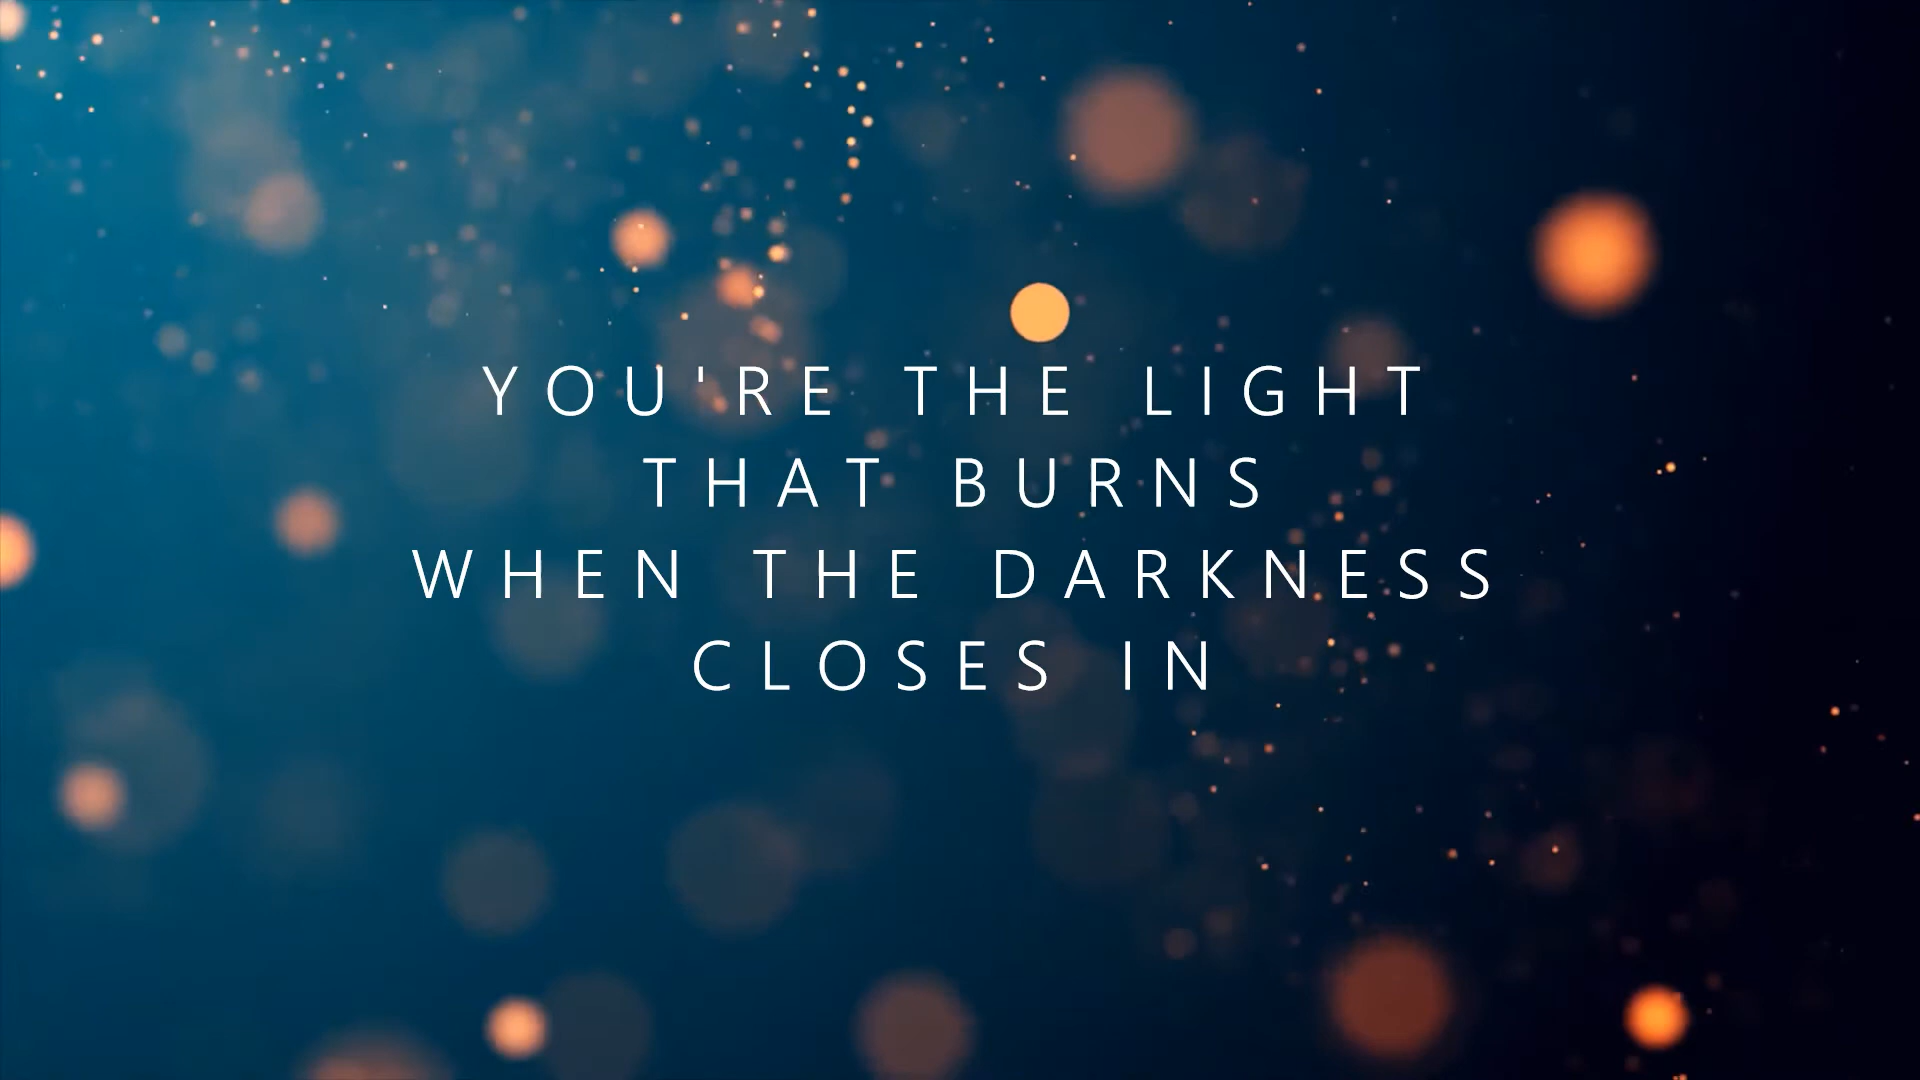 YOU'RE THE LIGHT
THAT BURNS
WHEN THE DARKNESS
CLOSES IN